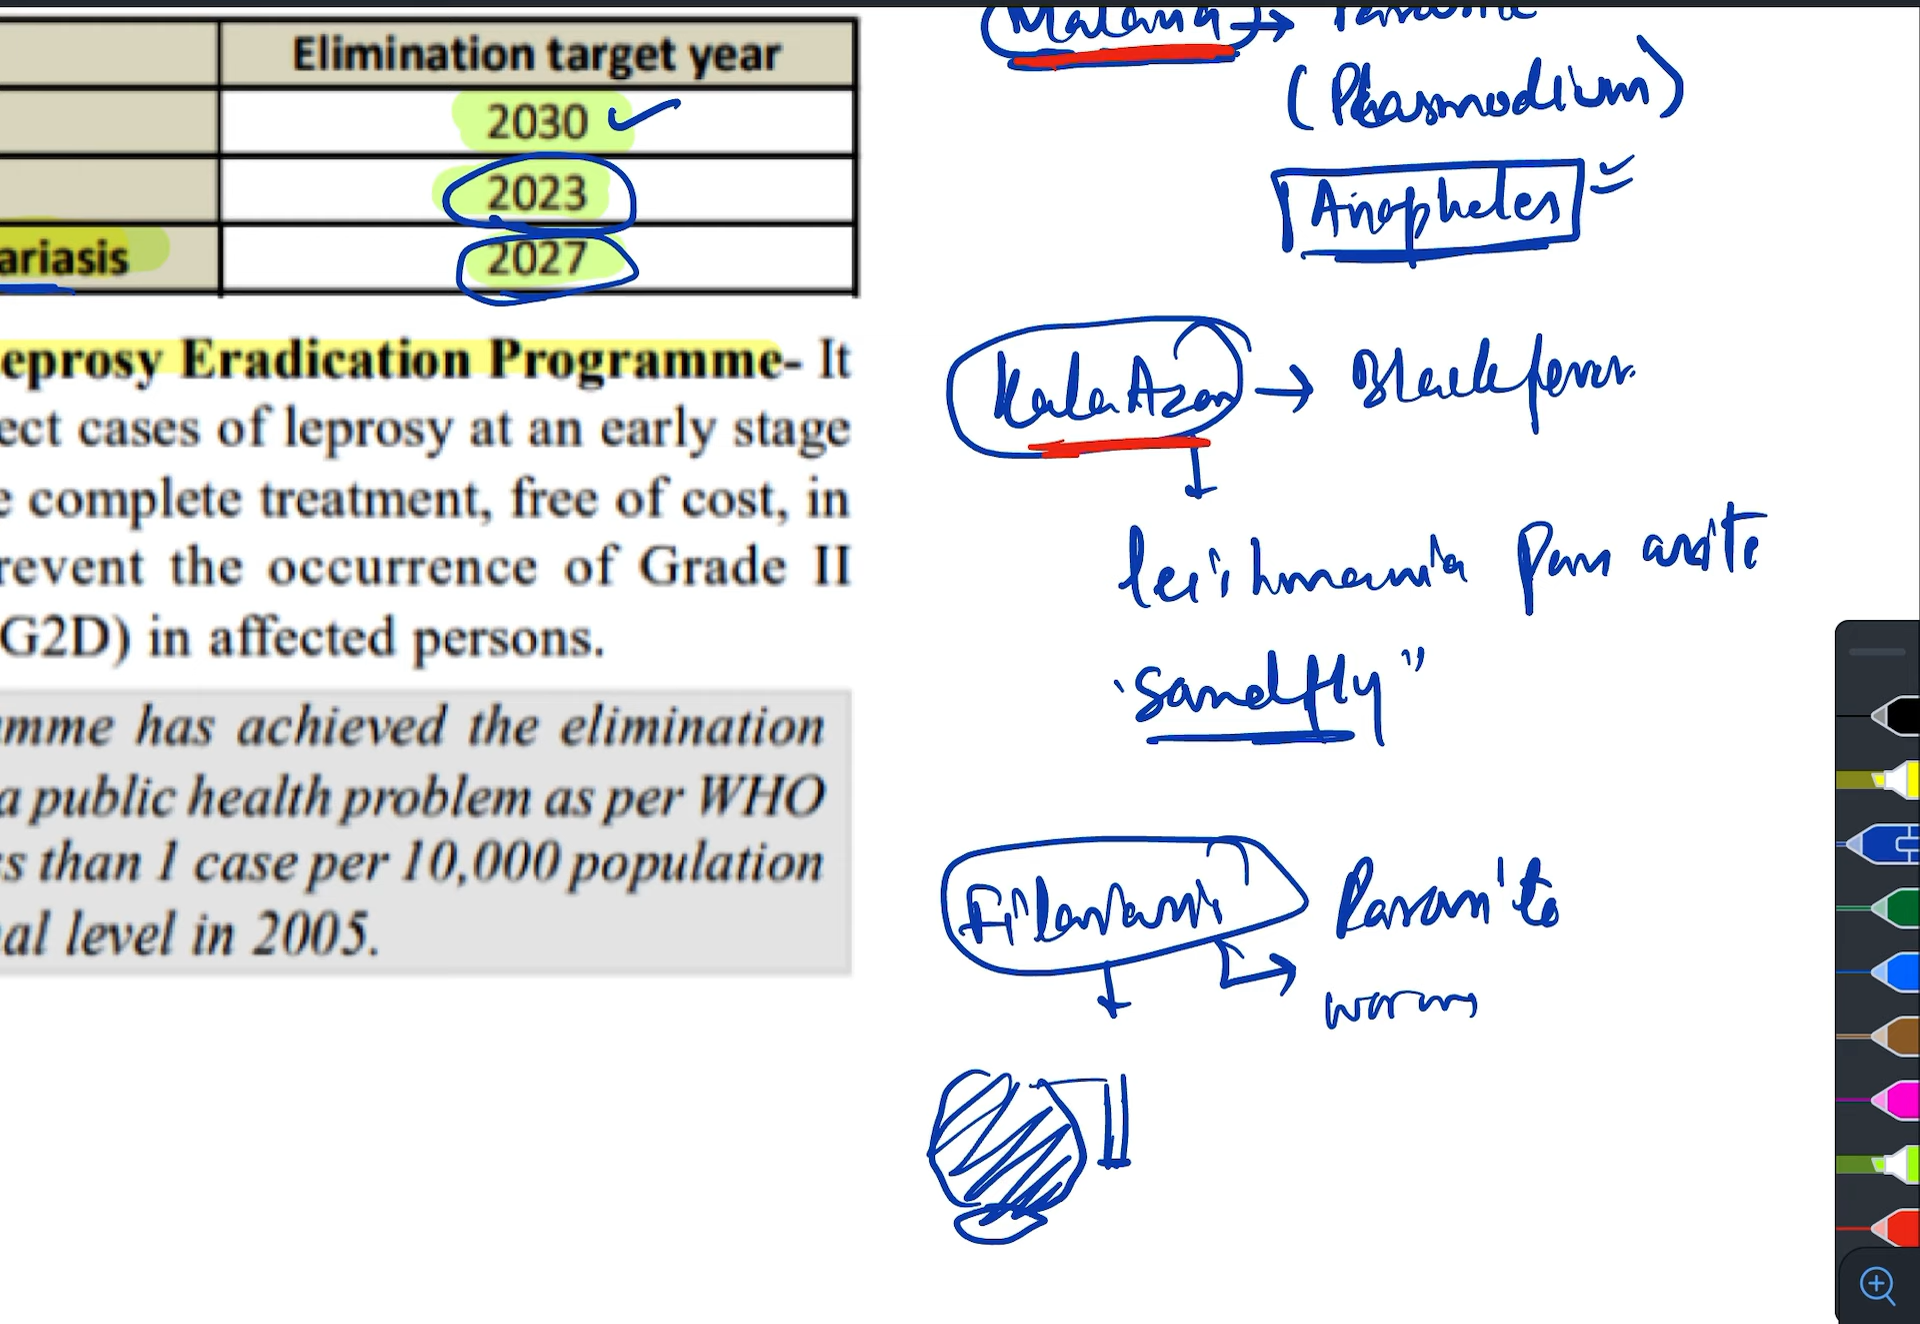 Elimination target year
2030
2023
ariasis 2027
eprosy Eradication Programme- It
ect cases of leprosy at an early stage
e complete treatment, free of cost, in
revent the occurrence of Grade II
G2D) in affected persons.
mme has achieved the elimination
a public health problem as per WHO
s than 1 case per 10,000 population
al level in 2005.
Malaria →
(Plasmodium)
Anopheles
Kala Azar → Black fever
leishmania Parasite
"Sandfly"
Filariasis Parasite
worms